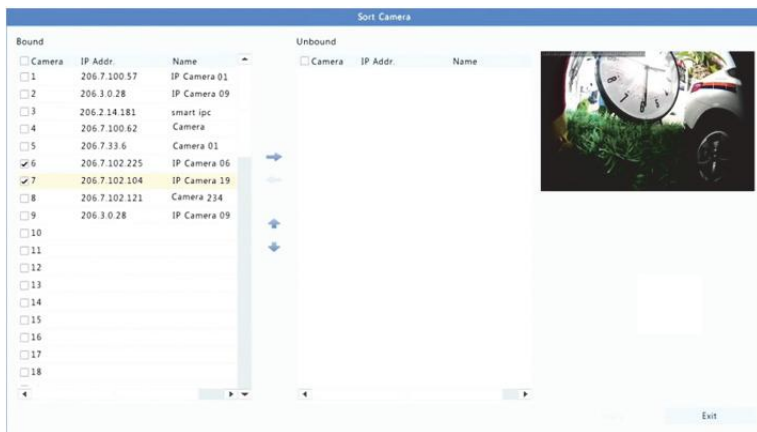 Sort Camera
Bound
Unbound
Camera IP Addr. Name
Camera IP Addr. Name
1 206.7.100.57 IP Camera 01
2 206.3.0.28 IP Camera 09
3 206.2.14.181 smart ipc
4 206.7.100.62 Camera
5 206.7.33.6 Camera 01
6 206.7.102.225 IP Camera 06
7 206.7.102.104 IP Camera 19
8 206.7.102.121 Camera 234
9 206.3.0.28 IP Camera 09
10
11
12
13
14
15
16
17
18
Exit